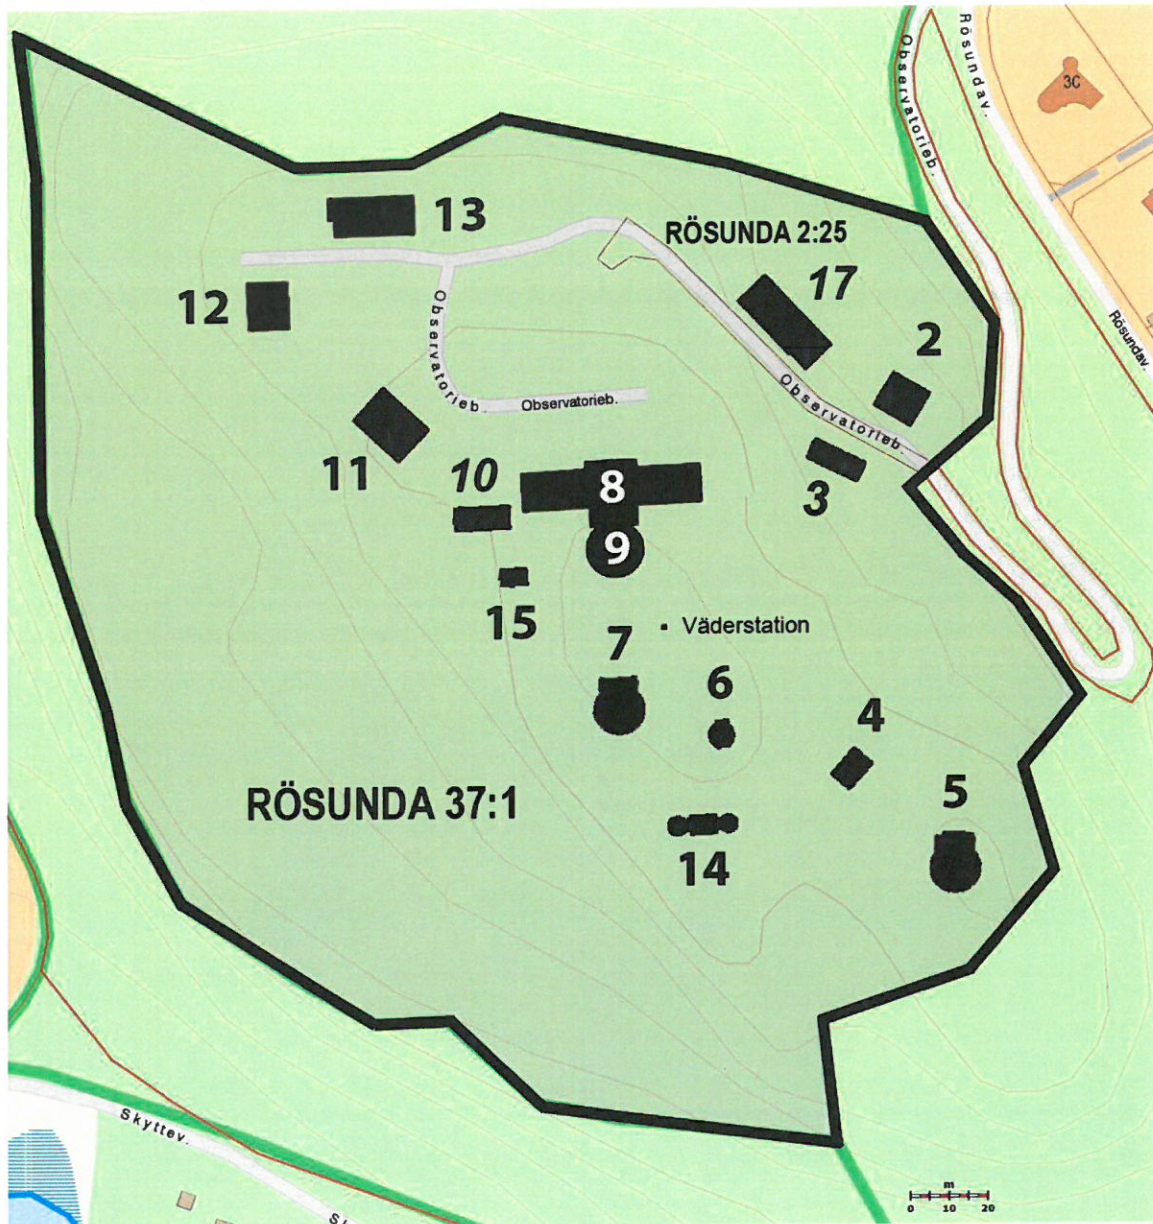 Observatorieb.
Rösundav.
3C
13
RÖSUNDA 2:25
17
12
Observatorieb.
2
Rösundav.
Observatorieb.
Observatorieb.
11
10
8
3
9
15
7
Väderstation
6
4
RÖSUNDA 37:1
5
14
Skyttev.
m
0 10 20